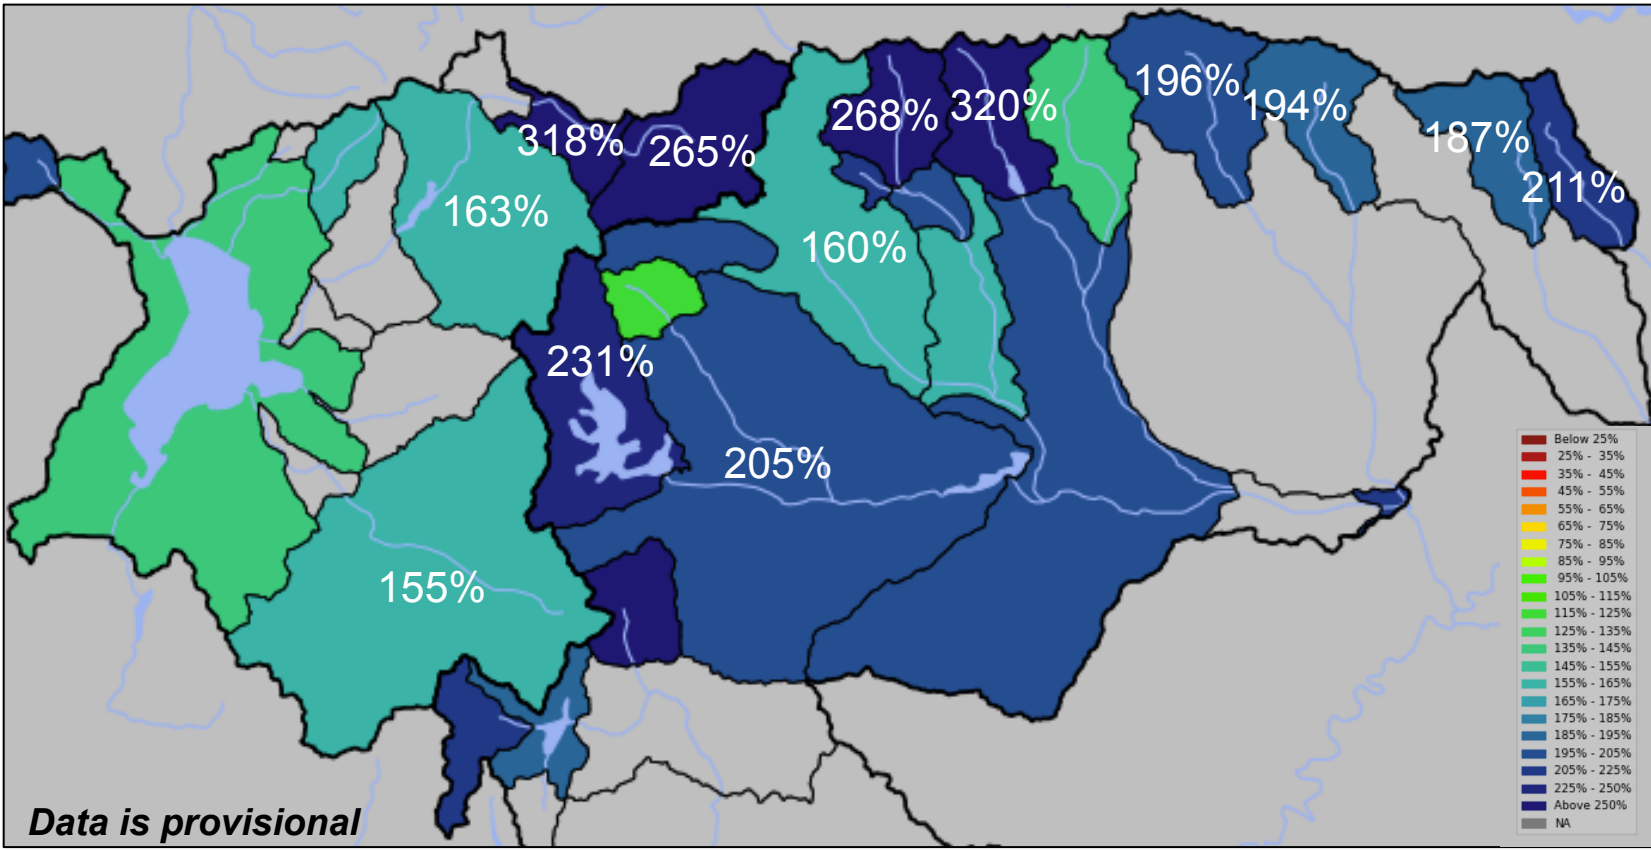 196%
320%
194%
268%
318%
265%
187%
211%
163%
160%
231%
205%
155%
Below 25%
25% - 35%
35% - 45%
45% - 55%
55% - 65%
65% - 75%
75% - 85%
85% - 95%
95% - 105%
105% - 115%
115% - 125%
125% - 135%
135% - 145%
145% - 155%
155% - 165%
165% - 175%
175% - 185%
185% - 195%
195% - 205%
205% - 225%
225% - 250%
Above 250%
NA
Data is provisional